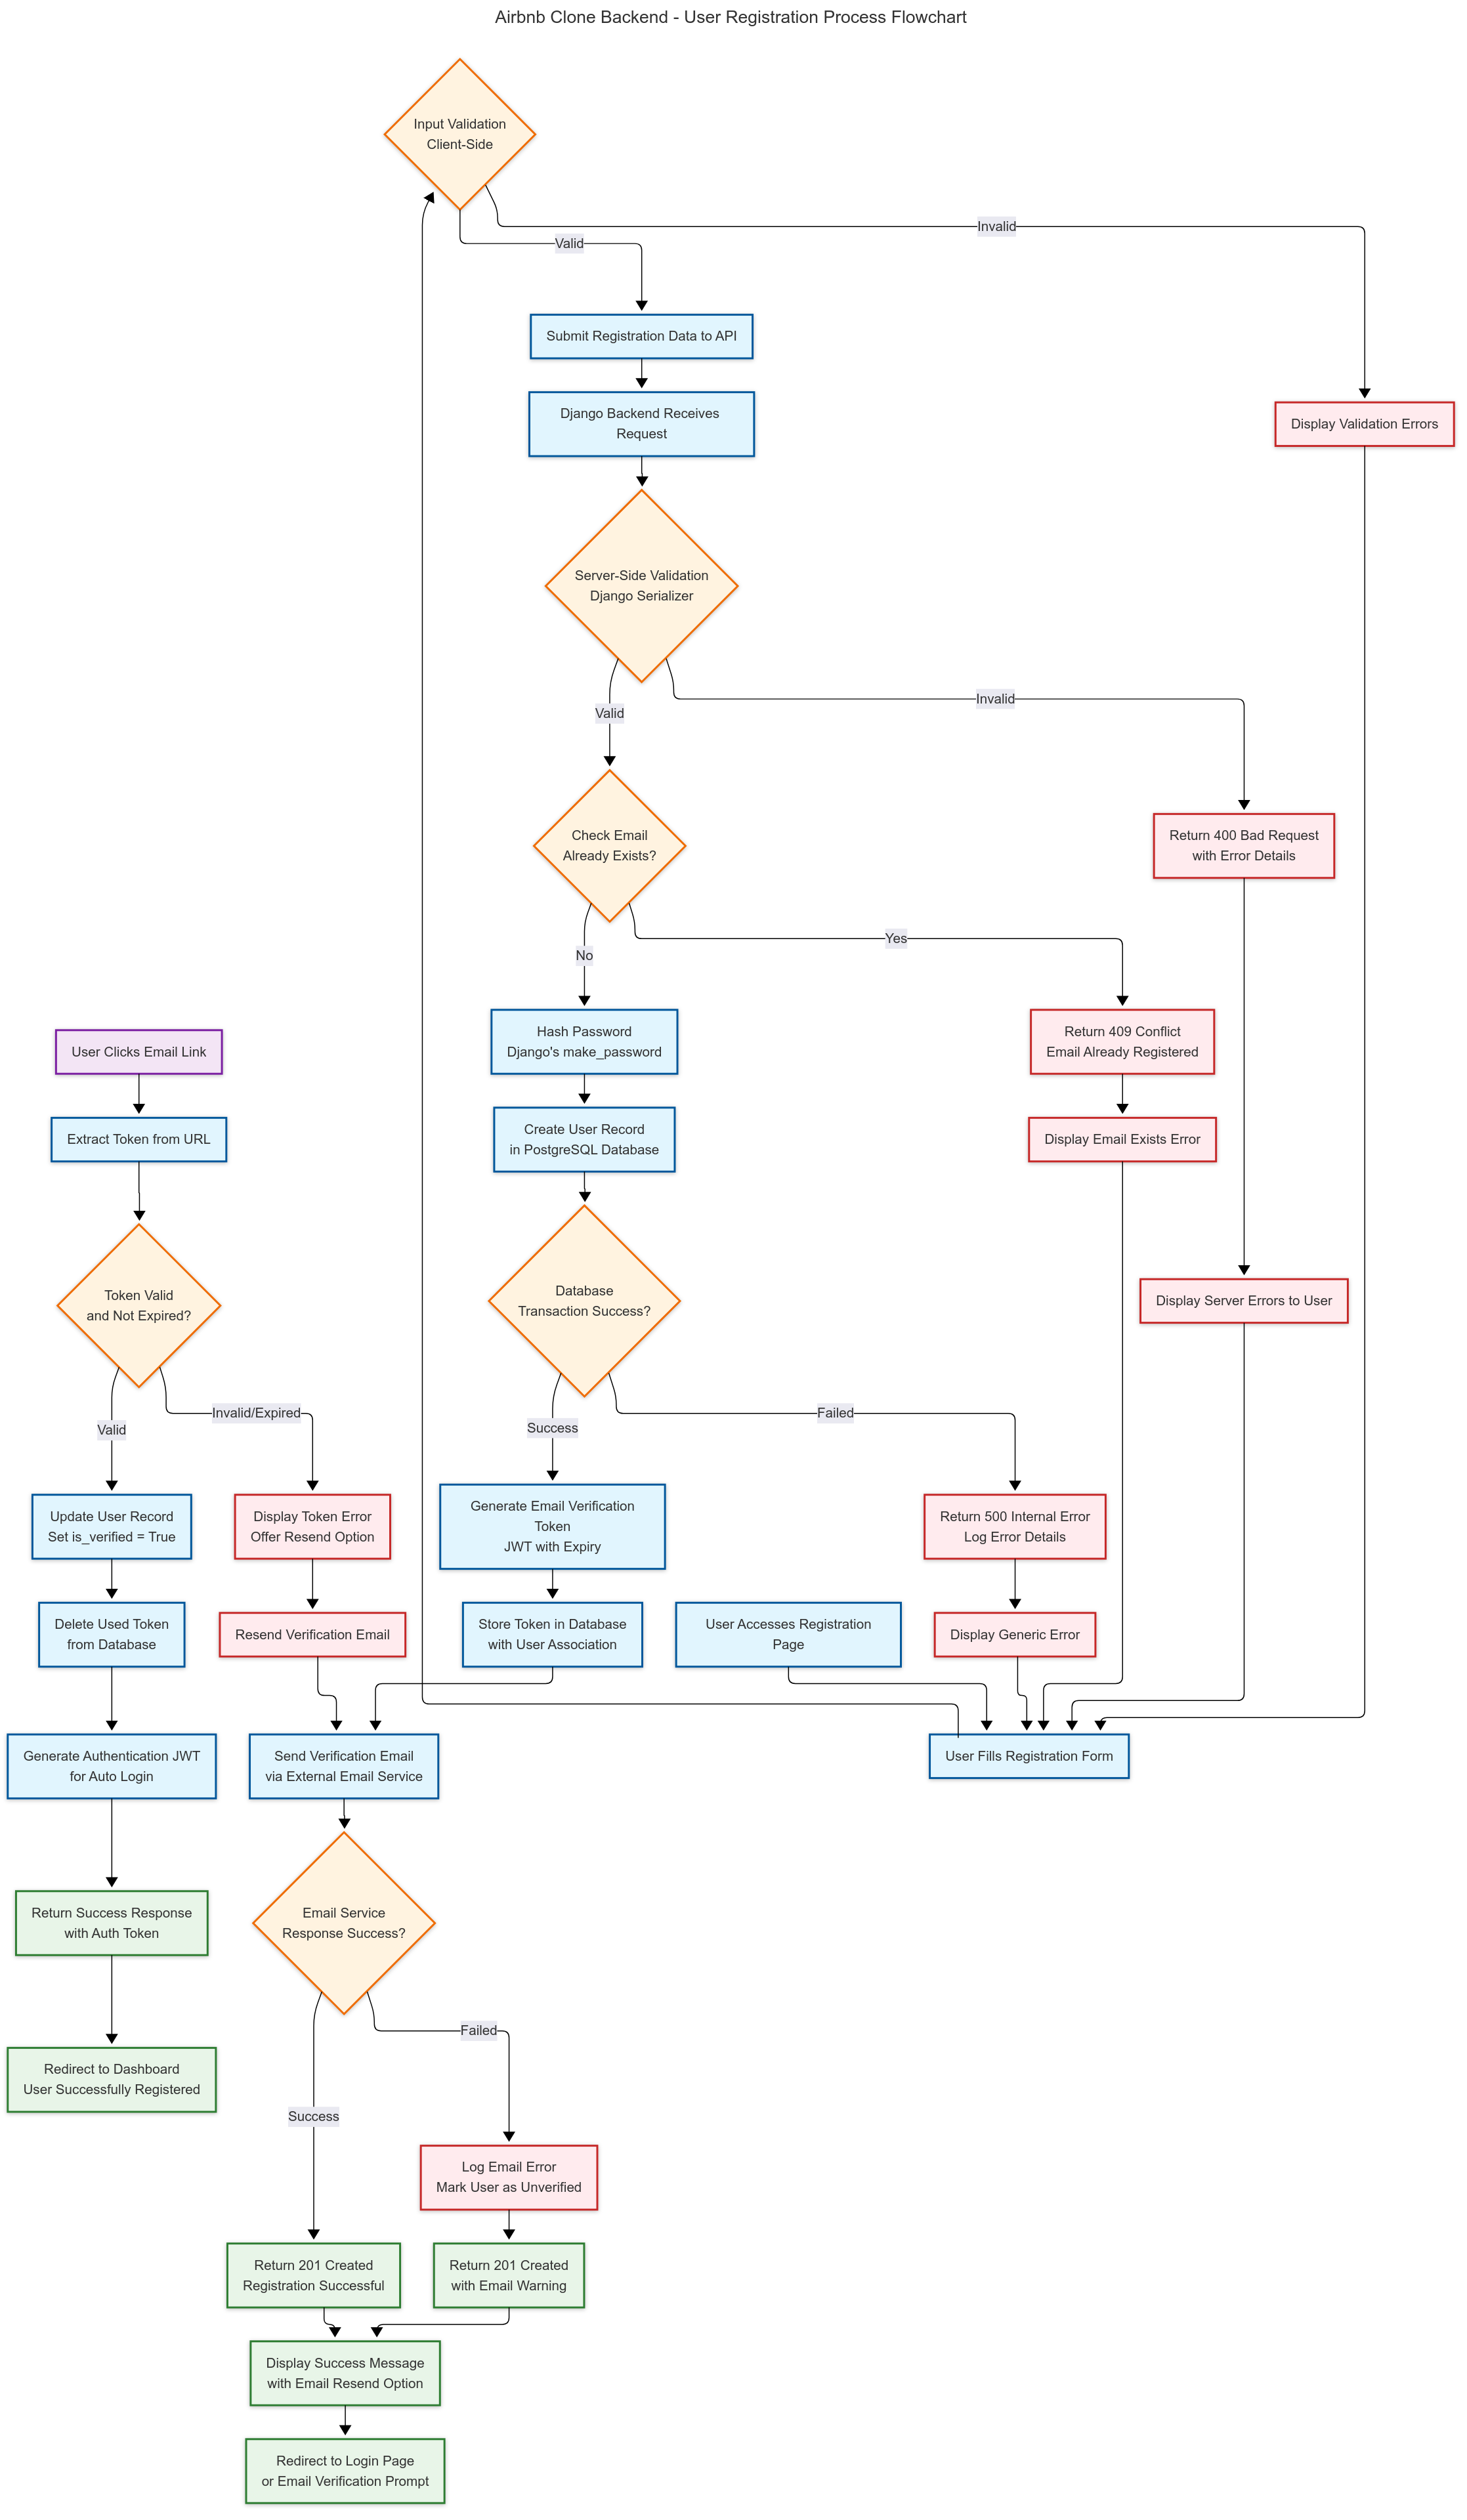 Airbnb Clone Backend - User Registration Process Flowchart
Input Validation
Client-Side
Invalid
Valid
Submit Registration Data to API
Django Backend Receives
Request
Display Validation Errors
Server-Side Validation
Django Serializer
Invalid
Valid
Check Email
Already Exists?
Return 400 Bad Request
with Error Details
Yes
No
Hash Password
Django's make_password
Return 409 Conflict
Email Already Registered
User Clicks Email Link
Extract Token from URL
Create User Record
in PostgreSQL Database
Display Email Exists Error
Token Valid
and Not Expired?
Database
Transaction Success?
Display Server Errors to User
Invalid/Expired
Valid
Failed
Success
Update User Record
Set is_verified = True
Display Token Error
Offer Resend Option
Generate Email Verification
Token
JWT with Expiry
Return 500 Internal Error
Log Error Details
Delete Used Token
from Database
Resend Verification Email
Store Token in Database
with User Association
User Accesses Registration
Page
Display Generic Error
Generate Authentication JWT
for Auto Login
Send Verification Email
via External Email Service
User Fills Registration Form
Return Success Response
with Auth Token
Email Service
Response Success?
Failed
Redirect to Dashboard
User Successfully Registered
Success
Log Email Error
Mark User as Unverified
Return 201 Created
Registration Successful
Return 201 Created
with Email Warning
Display Success Message
with Email Resend Option
Redirect to Login Page
or Email Verification Prompt